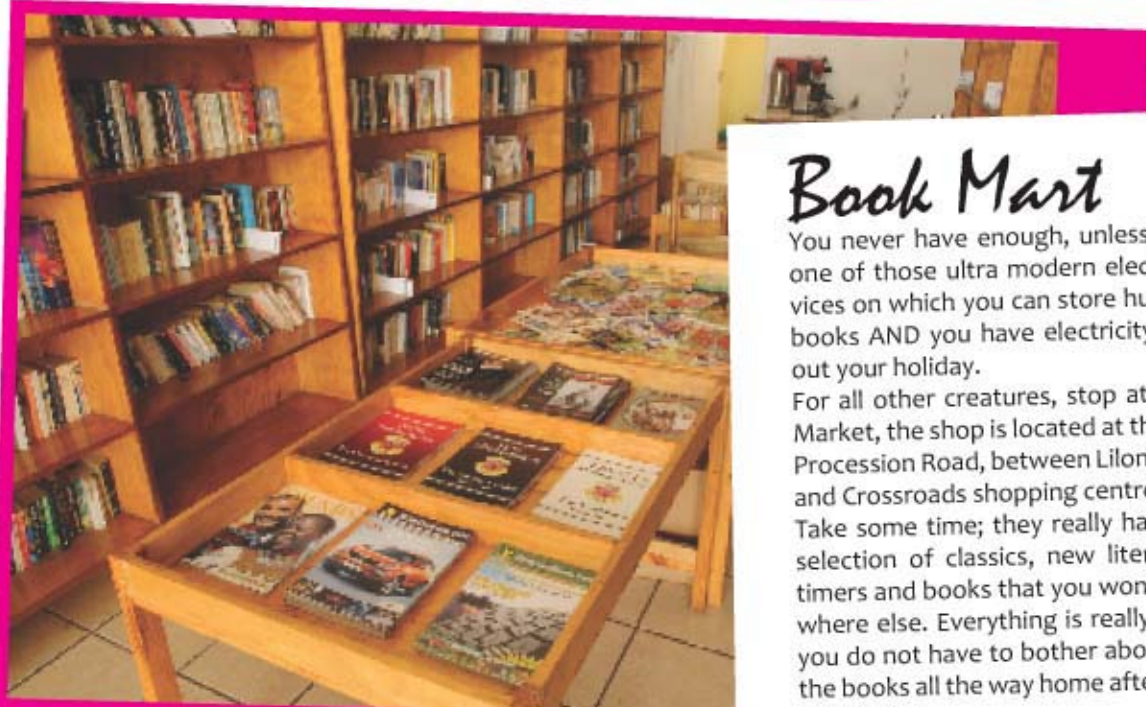 Book Mart
You never have enough, unless
one of those ultra modern elec
vices on which you can store hu
books AND you have electricity
out your holiday.
For all other creatures, stop at
Market, the shop is located at th
Procession Road, between Lilon
and Crossroads shopping centre
Take some time; they really ha
selection of classics, new liter
timers and books that you won
where else. Everything is really
you do not have to bother abo
the books all the way home afte